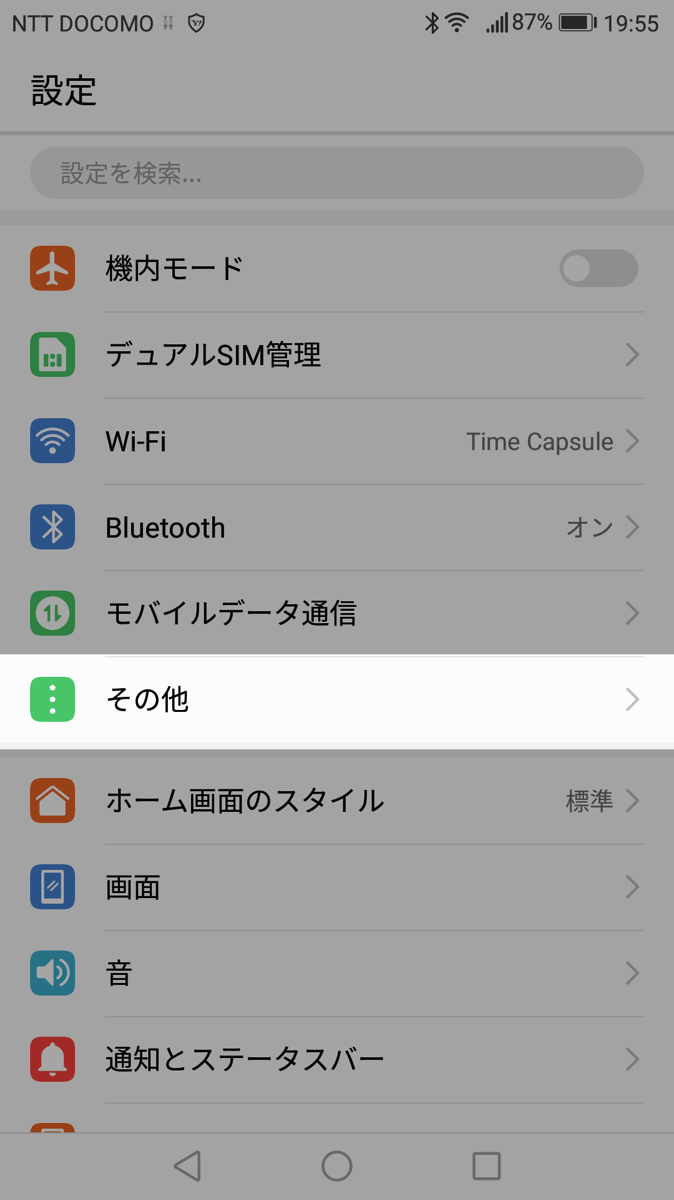 NTT DOCOMO 87% 19:55
設定
設定を検索...
機内モード
デュアルSIM管理
Wi-Fi Time Capsule
Bluetooth オン
モバイルデータ通信
その他
ホーム画面のスタイル 標準
画面
音
通知とステータスバー